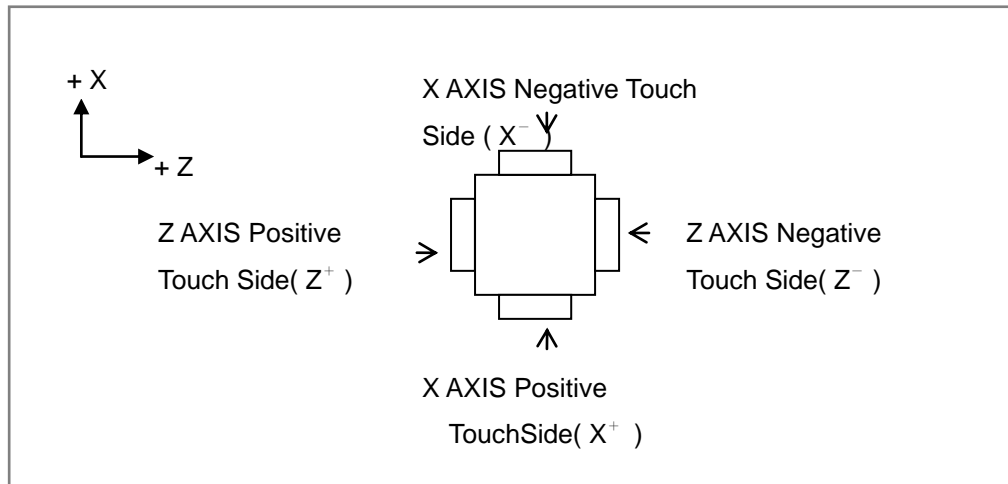 + X
+ Z
X AXIS Negative Touch
Side ( X⁻ )
Z AXIS Positive
Touch Side( Z⁺ )
Z AXIS Negative
Touch Side( Z⁻ )
X AXIS Positive
TouchSide( X⁺ )